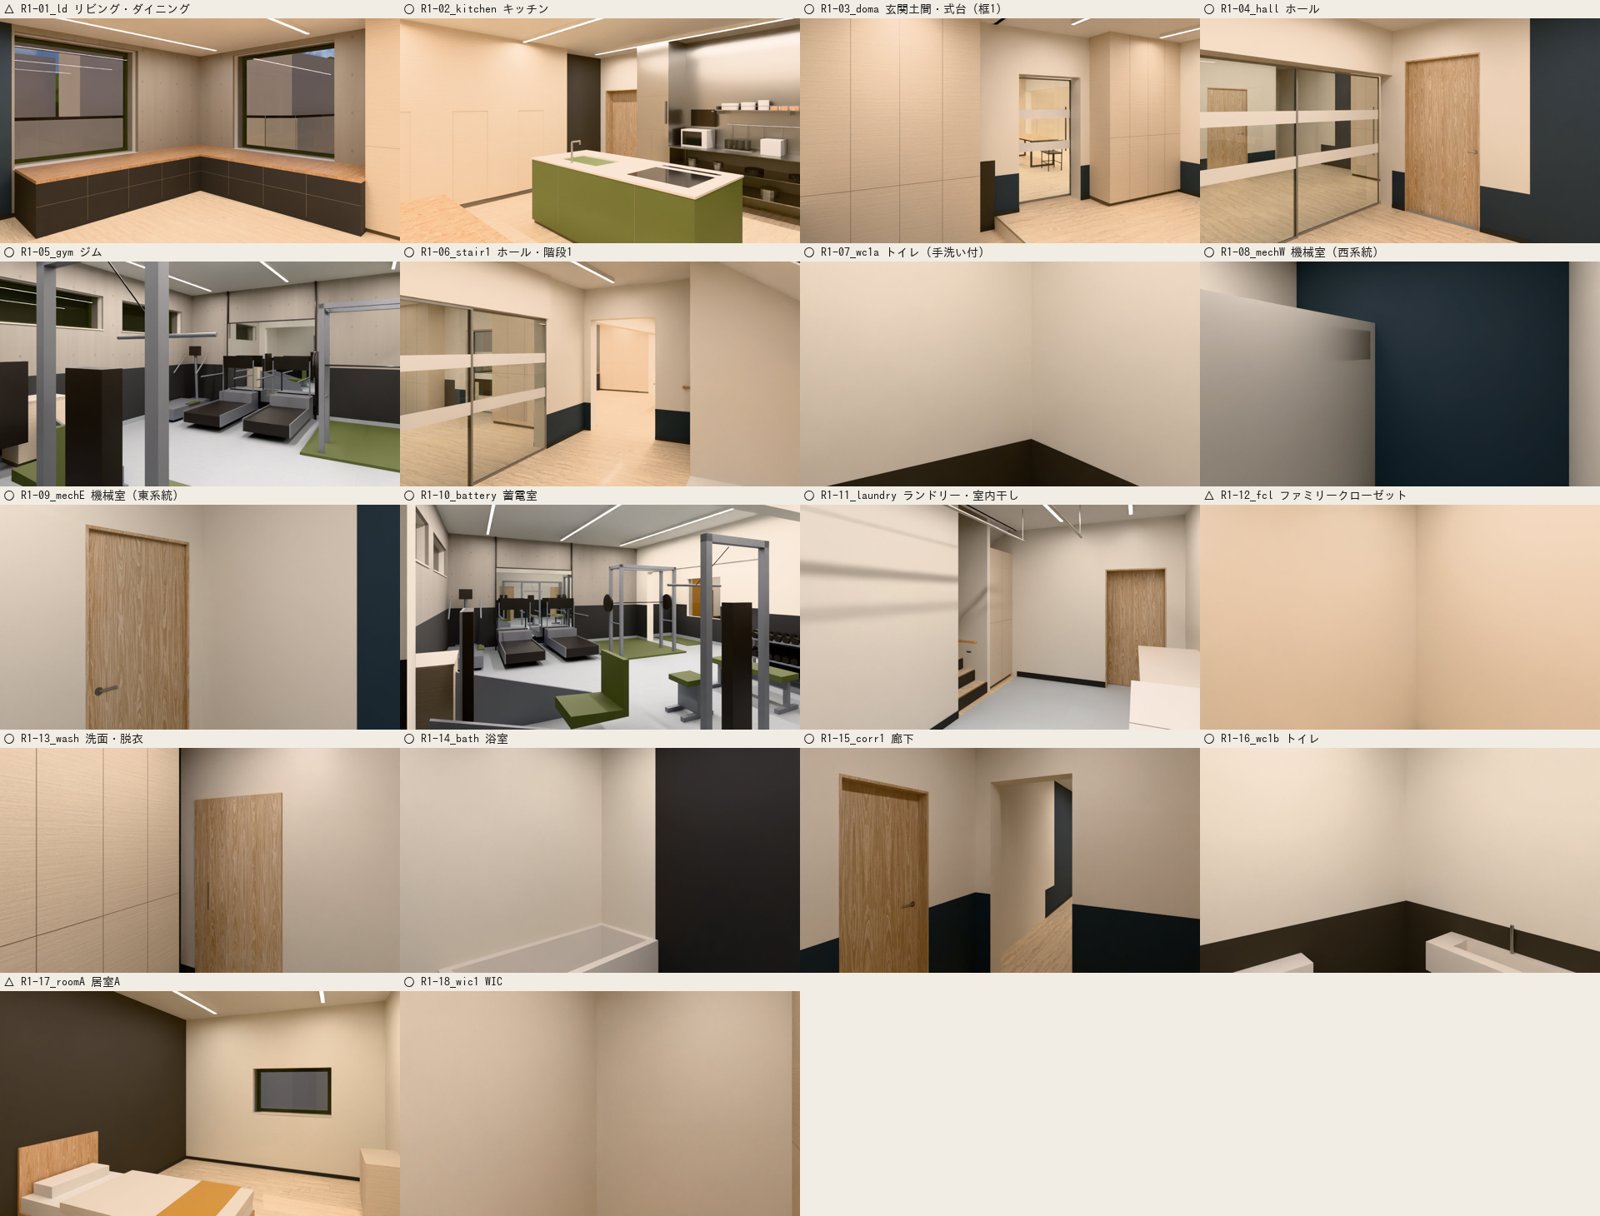 △ R1-01_ld リビング・ダイニング
○ R1-02_kitchen キッチン
○ R1-03_doma 玄関土間・式台（框1）
○ R1-04_hall ホール
○ R1-05_gym ジム
○ R1-06_stair1 ホール・階段1
○ R1-07_wc1a トイレ（手洗い付）
○ R1-08_mechW 機械室（西系統）
○ R1-09_mechE 機械室（東系統）
○ R1-10_battery 蓄電室
○ R1-11_laundry ランドリー・室内干し
△ R1-12_fcl ファミリークローゼット
○ R1-13_wash 洗面・脱衣
○ R1-14_bath 浴室
○ R1-15_corr1 廊下
○ R1-16_wc1b トイレ
△ R1-17_roomA 居室A
○ R1-18_wic1 WIC